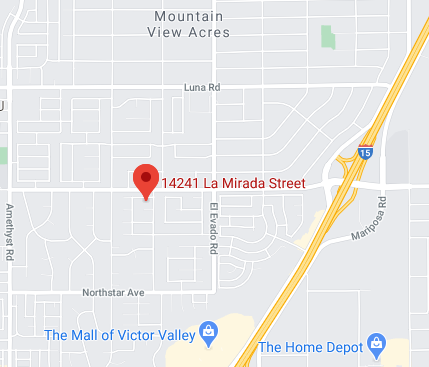 Mountain
View Acres
Luna Rd
15
14241 La Mirada Street
Amethyst Rd
El Evado Rd
Mariposa Rd
Northstar Ave
The Mall of Victor Valley
The Home Depot